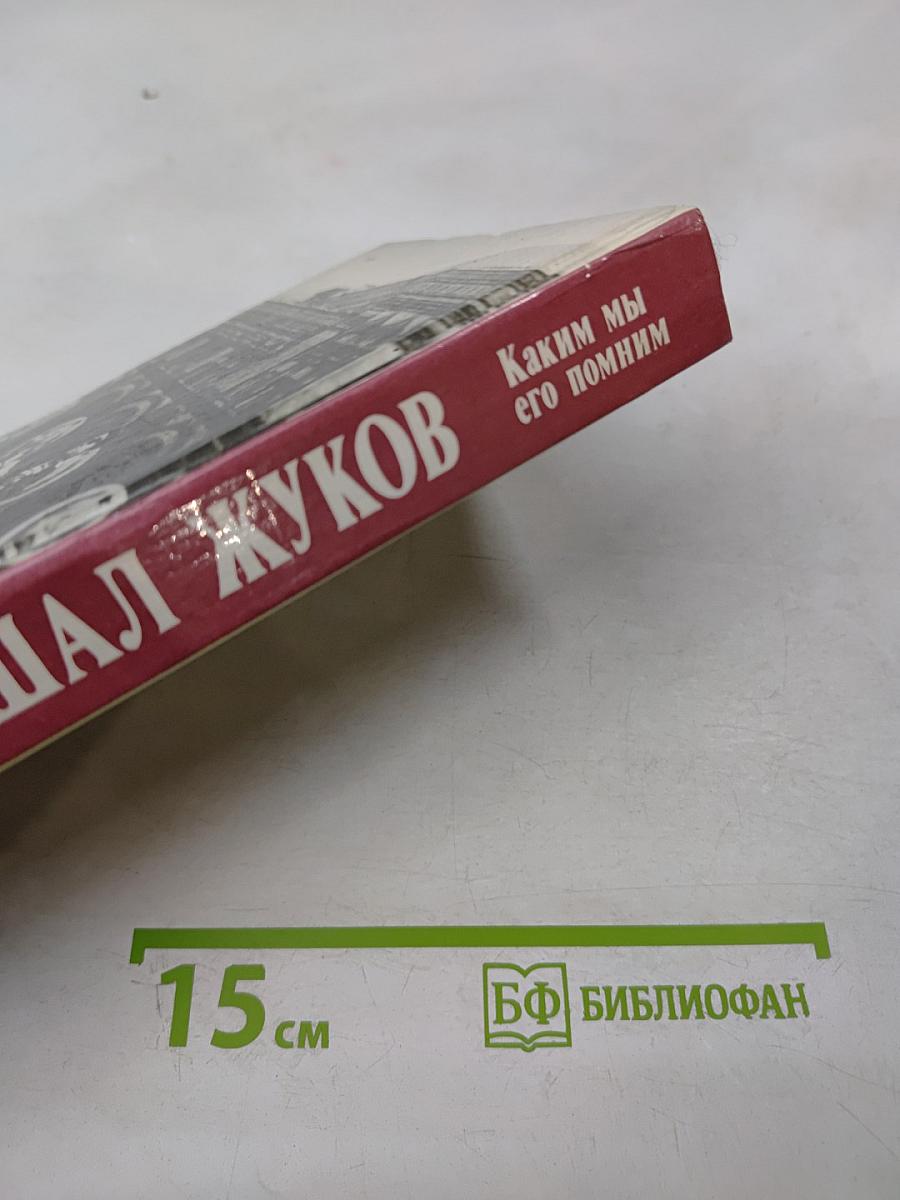 ШАЛ ЖУКОВ
Каким мы
его помним
15 см
БФ БИБЛИОФАН